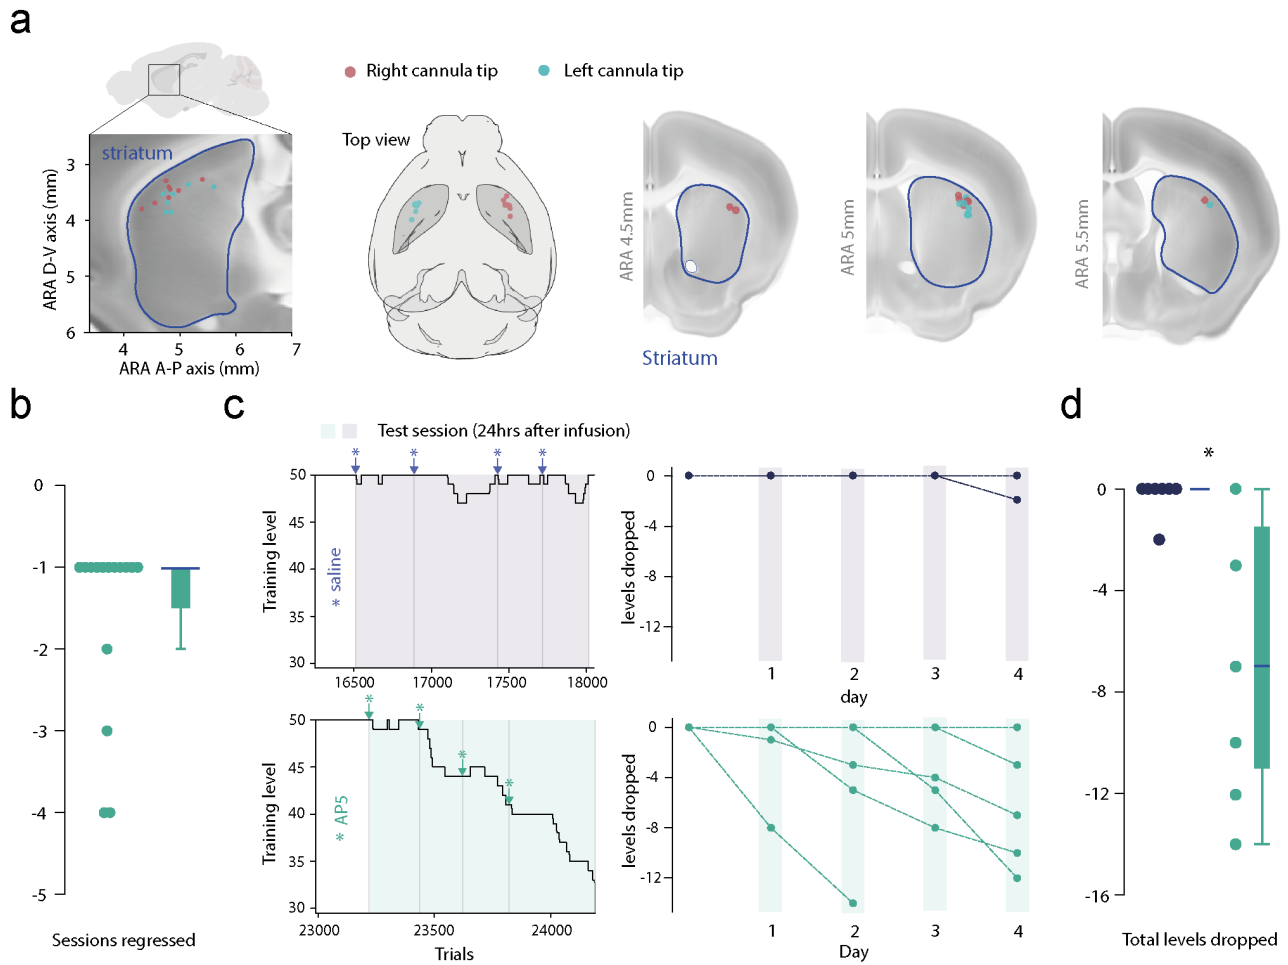 a
Right cannula tip
Left cannula tip
striatum
3
4
5
6
ARA D-V axis (mm)
4
5
6
7
ARA A-P axis (mm)
Top view
ARA 4.5mm
ARA 5mm
ARA 5.5mm
Striatum
b
0
-1
-2
-3
-4
-5
Sessions regressed
c
Test session (24hrs after infusion)
* * * *
50
45
40
35
30
Training level
* saline
16500
17000
17500
18000
0
-4
-8
-12
levels dropped
1
2
3
4
day
* * * *
50
45
40
35
30
Training level
* AP5
23000
23500
24000
Trials
0
-4
-8
-12
levels dropped
1
2
3
4
Day
d
*
0
-4
-8
-12
-16
Total levels dropped